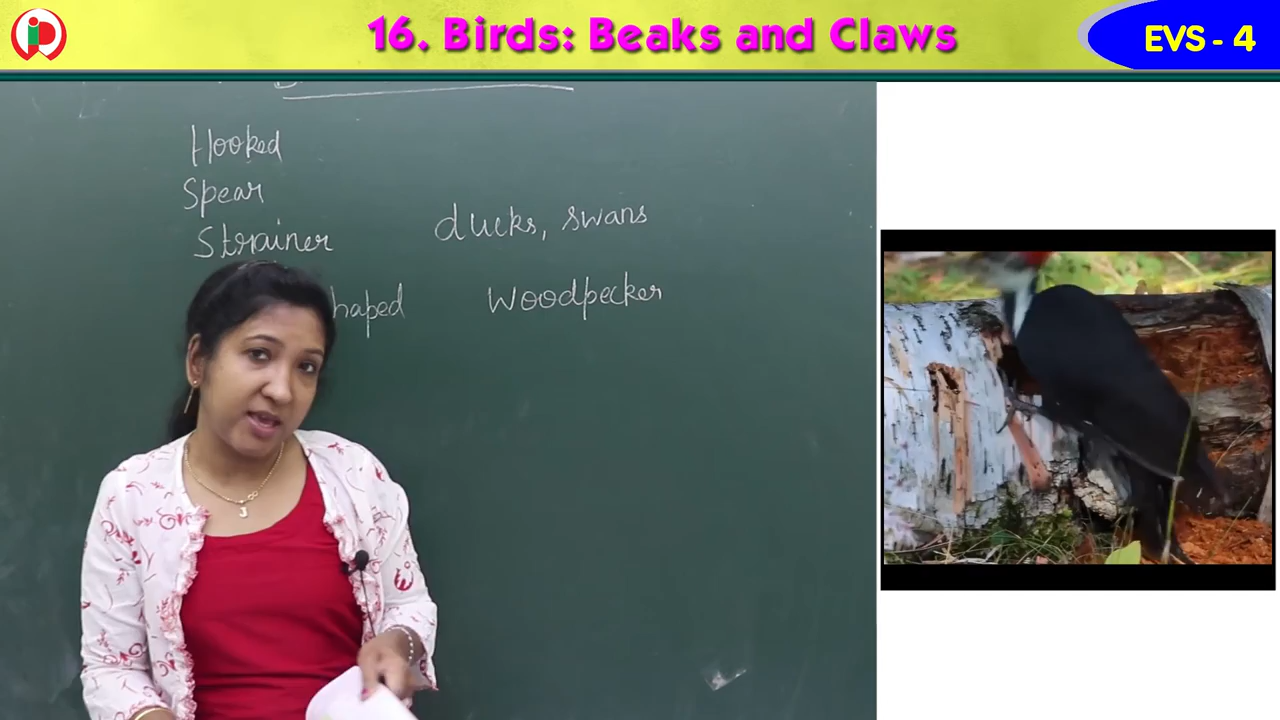 16. Birds: Beaks and Claws
EVS - 4
Hooked
Spear
Strainer ducks, swans
haped Woodpecker
J